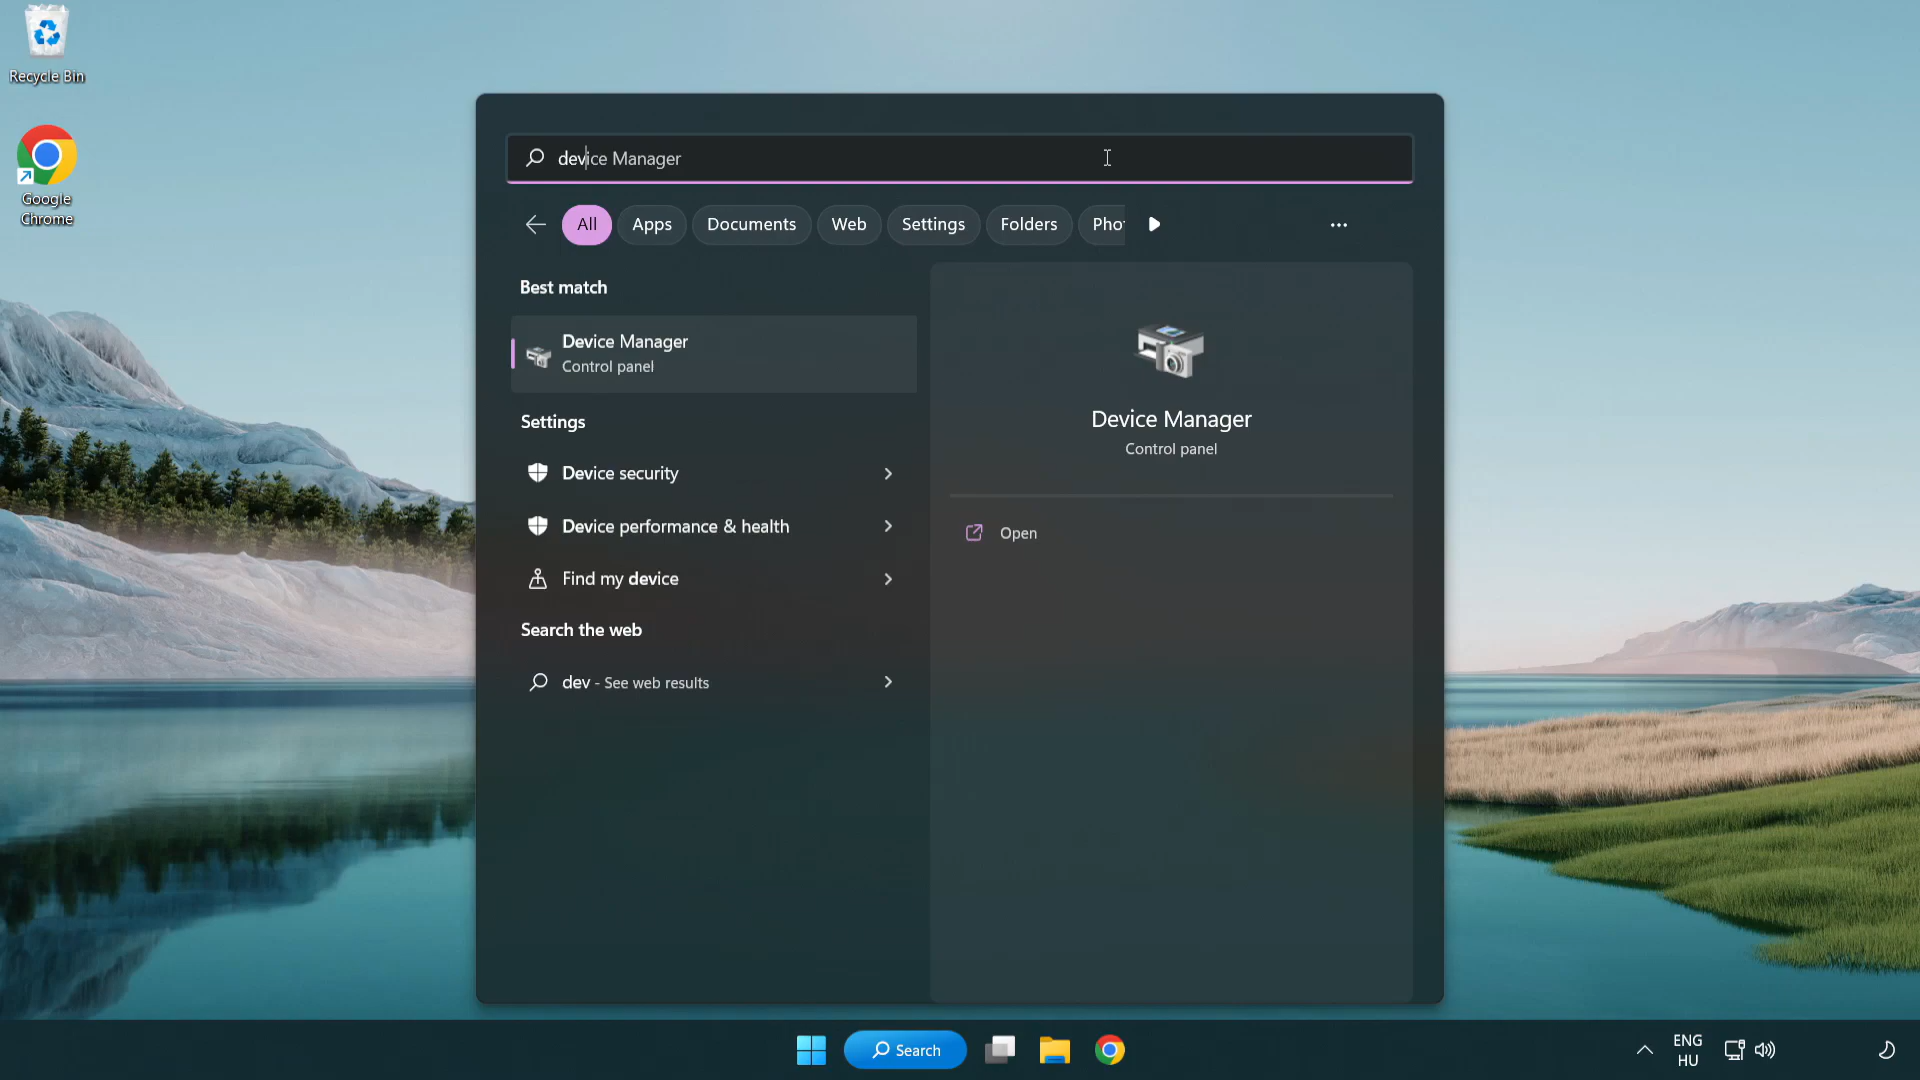 Recycle Bin
Google
Chrome
device Manager
All
Apps
Documents
Web
Settings
Folders
Pho
Best match
Device Manager
Control panel
Settings
Device security
Device performance & health
Find my device
Search the web
dev - See web results
Device Manager
Control panel
Open
Search
ENG
HU